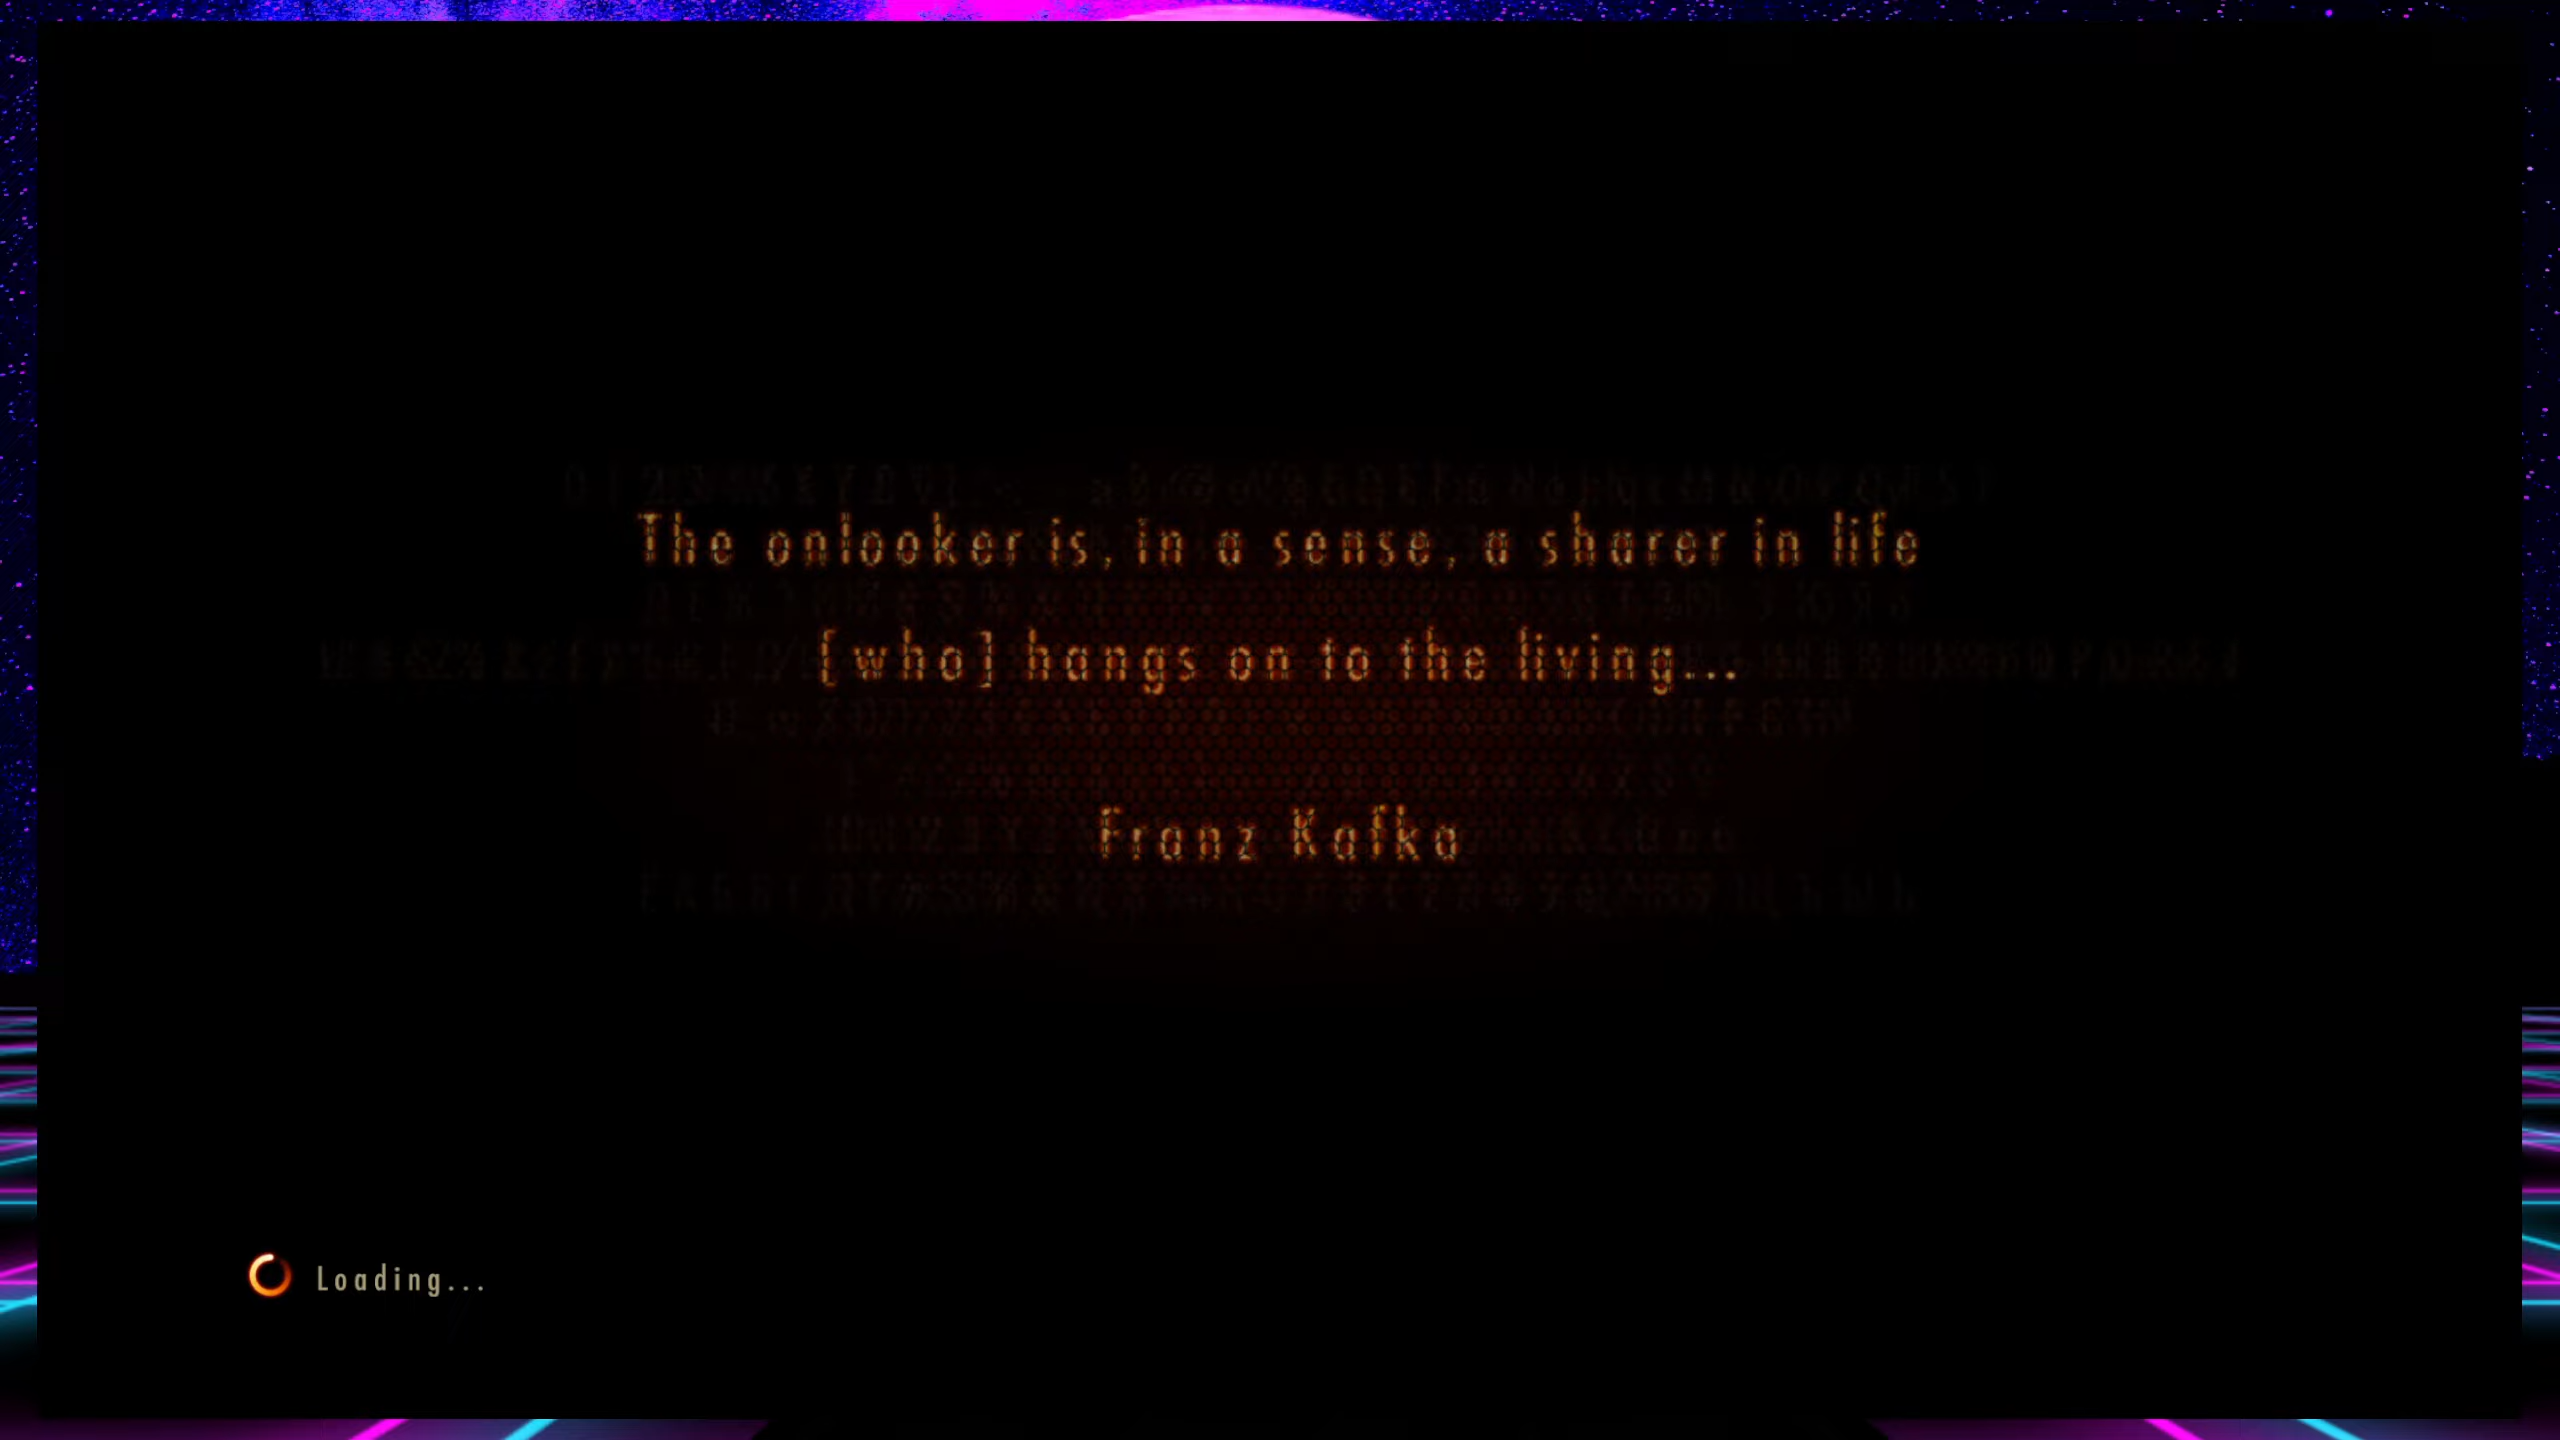 The onlooker is, in a sense, a sharer in life
[who] hangs on to the living...
Franz Kafka
Loading...